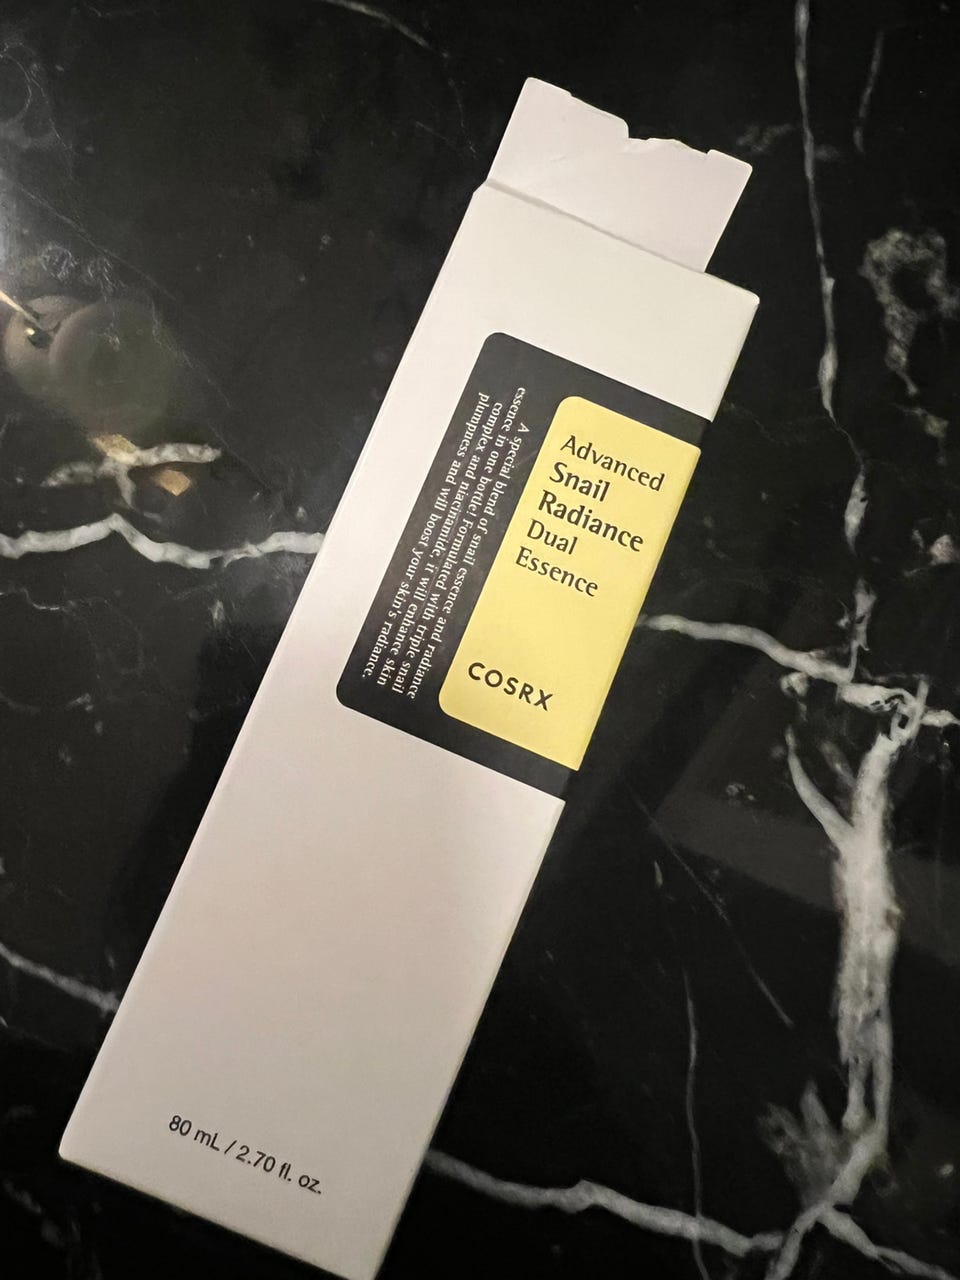 Advanced
Snail
Radiance
Dual
Essence
COSRX
A special blend of snail essence and radiance
essence in one bottle! Formulated with triple snail
complex and niacinamide, it will enhance skin
plumpness and will boost your skin's radiance.
80 mL / 2.70 fl. oz.